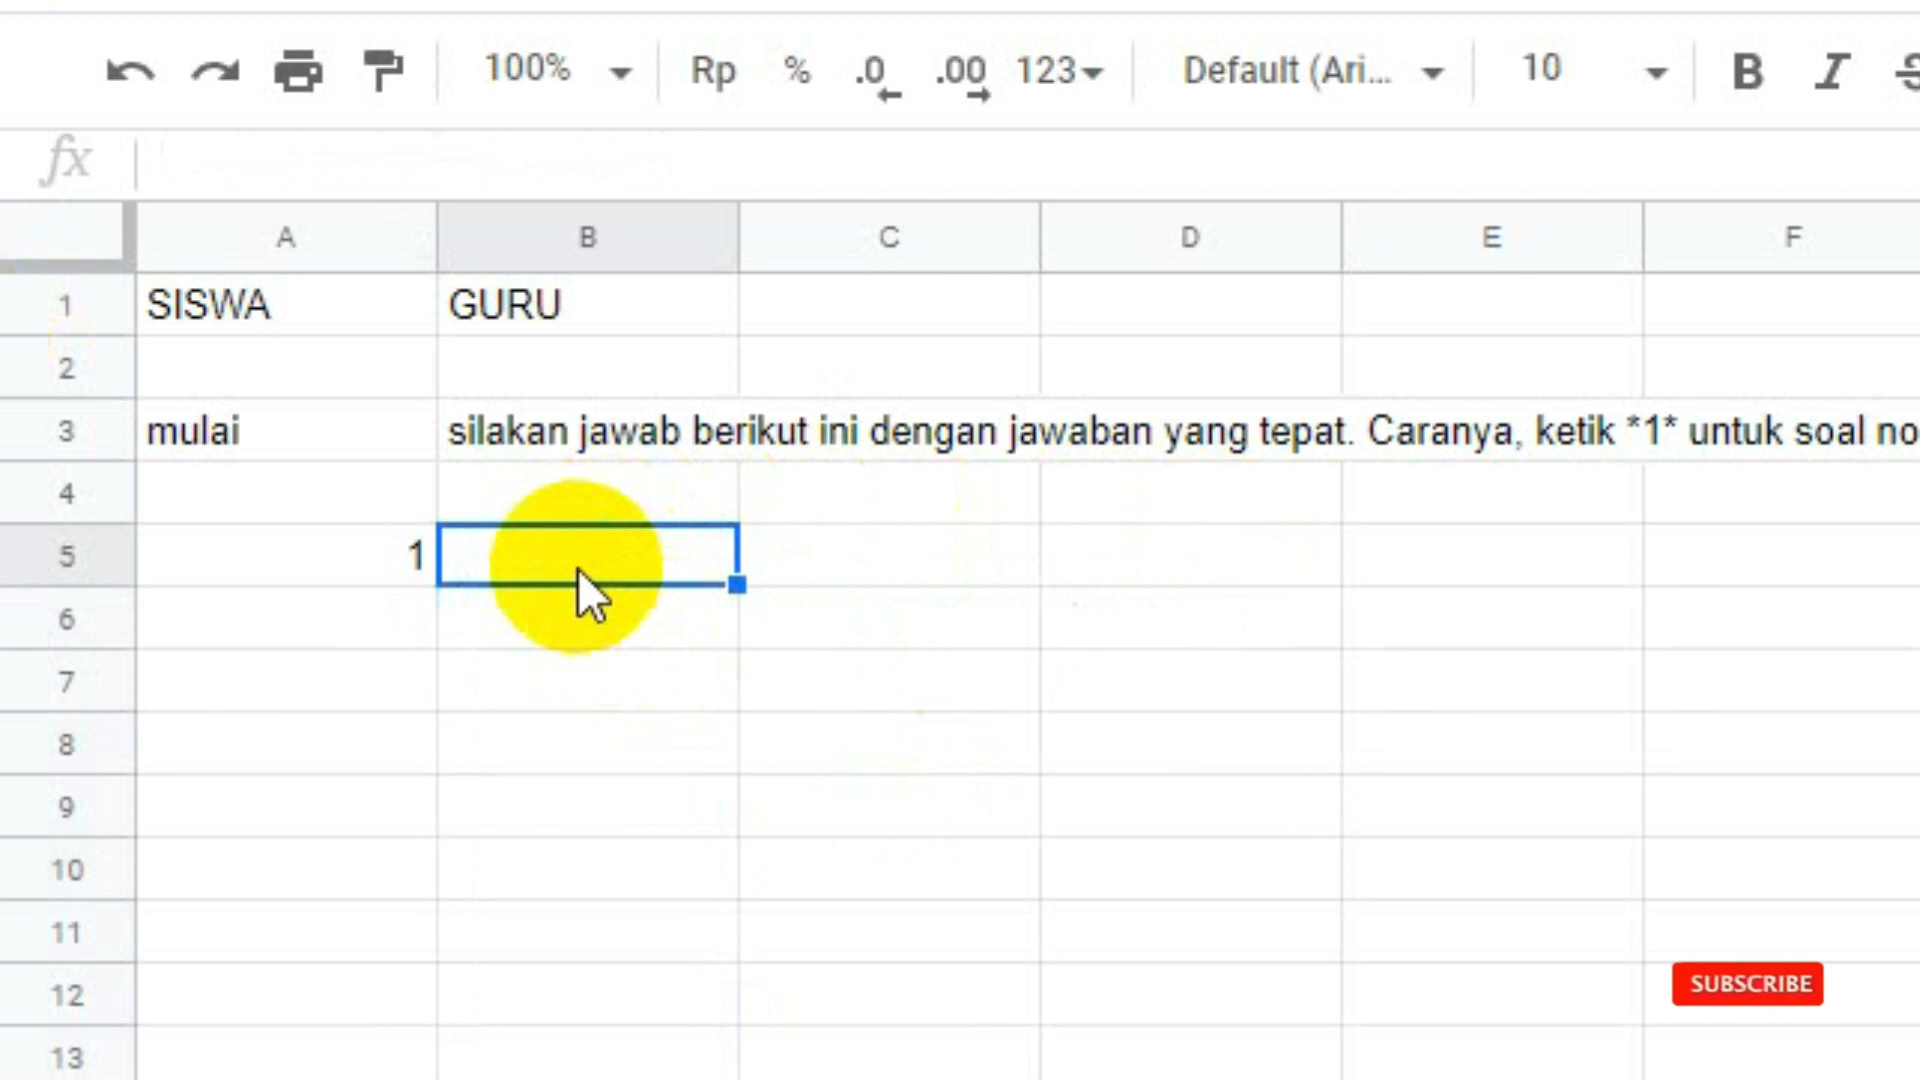 100% Rp % .0 .00 123 Default (Ari... 10 B I S
fx
A B C D E F
1 SISWA GURU
2
3 mulai silakan jawab berikut ini dengan jawaban yang tepat. Caranya, ketik *1* untuk soal no
4
5 1
6
7
8
9
10
11
12
SUBSCRIBE
13